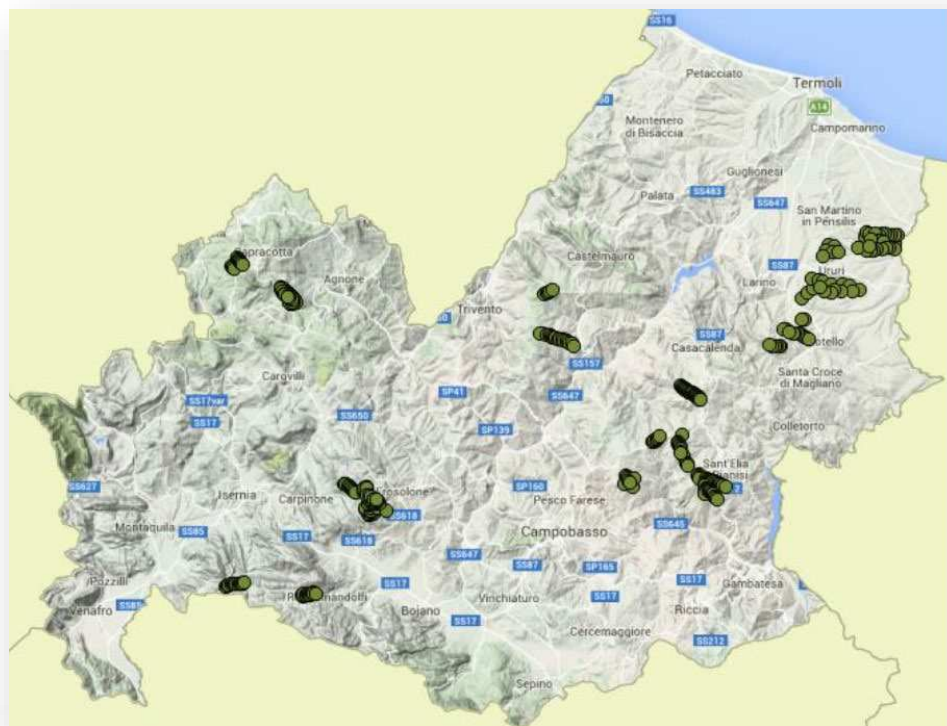 SS16
Petacciato
Termoli
A14
Montenero
di Bisaccia
Campomarino
Guglionesi
Palata
SS483
SS647
San Martino
in Pensilis
Castelmauro
SS87
Ururi
Larino
Agnone
Trivento
SS87
Casacalenda
SS157
Santa Croce
di Magliano
Carovilli
SP41
SS647
SS17var
SS17
SS650
SP139
Colletorto
Sant'Elia
Pianisi
SS627
Isernia
Carpinone
Frosolone
SP160
Pesco Farese
SS618
Montaquila
SS85
SS17
SS618
Campobasso
SS645
SS647
SS87
SP165
SS17
Gambatesa
Pozzilli
Venafro
SS85
SS17
Bojano
Vinchiaturo
SS17
Riccia
SS17
Cercemaggiore
SS212
Sepino